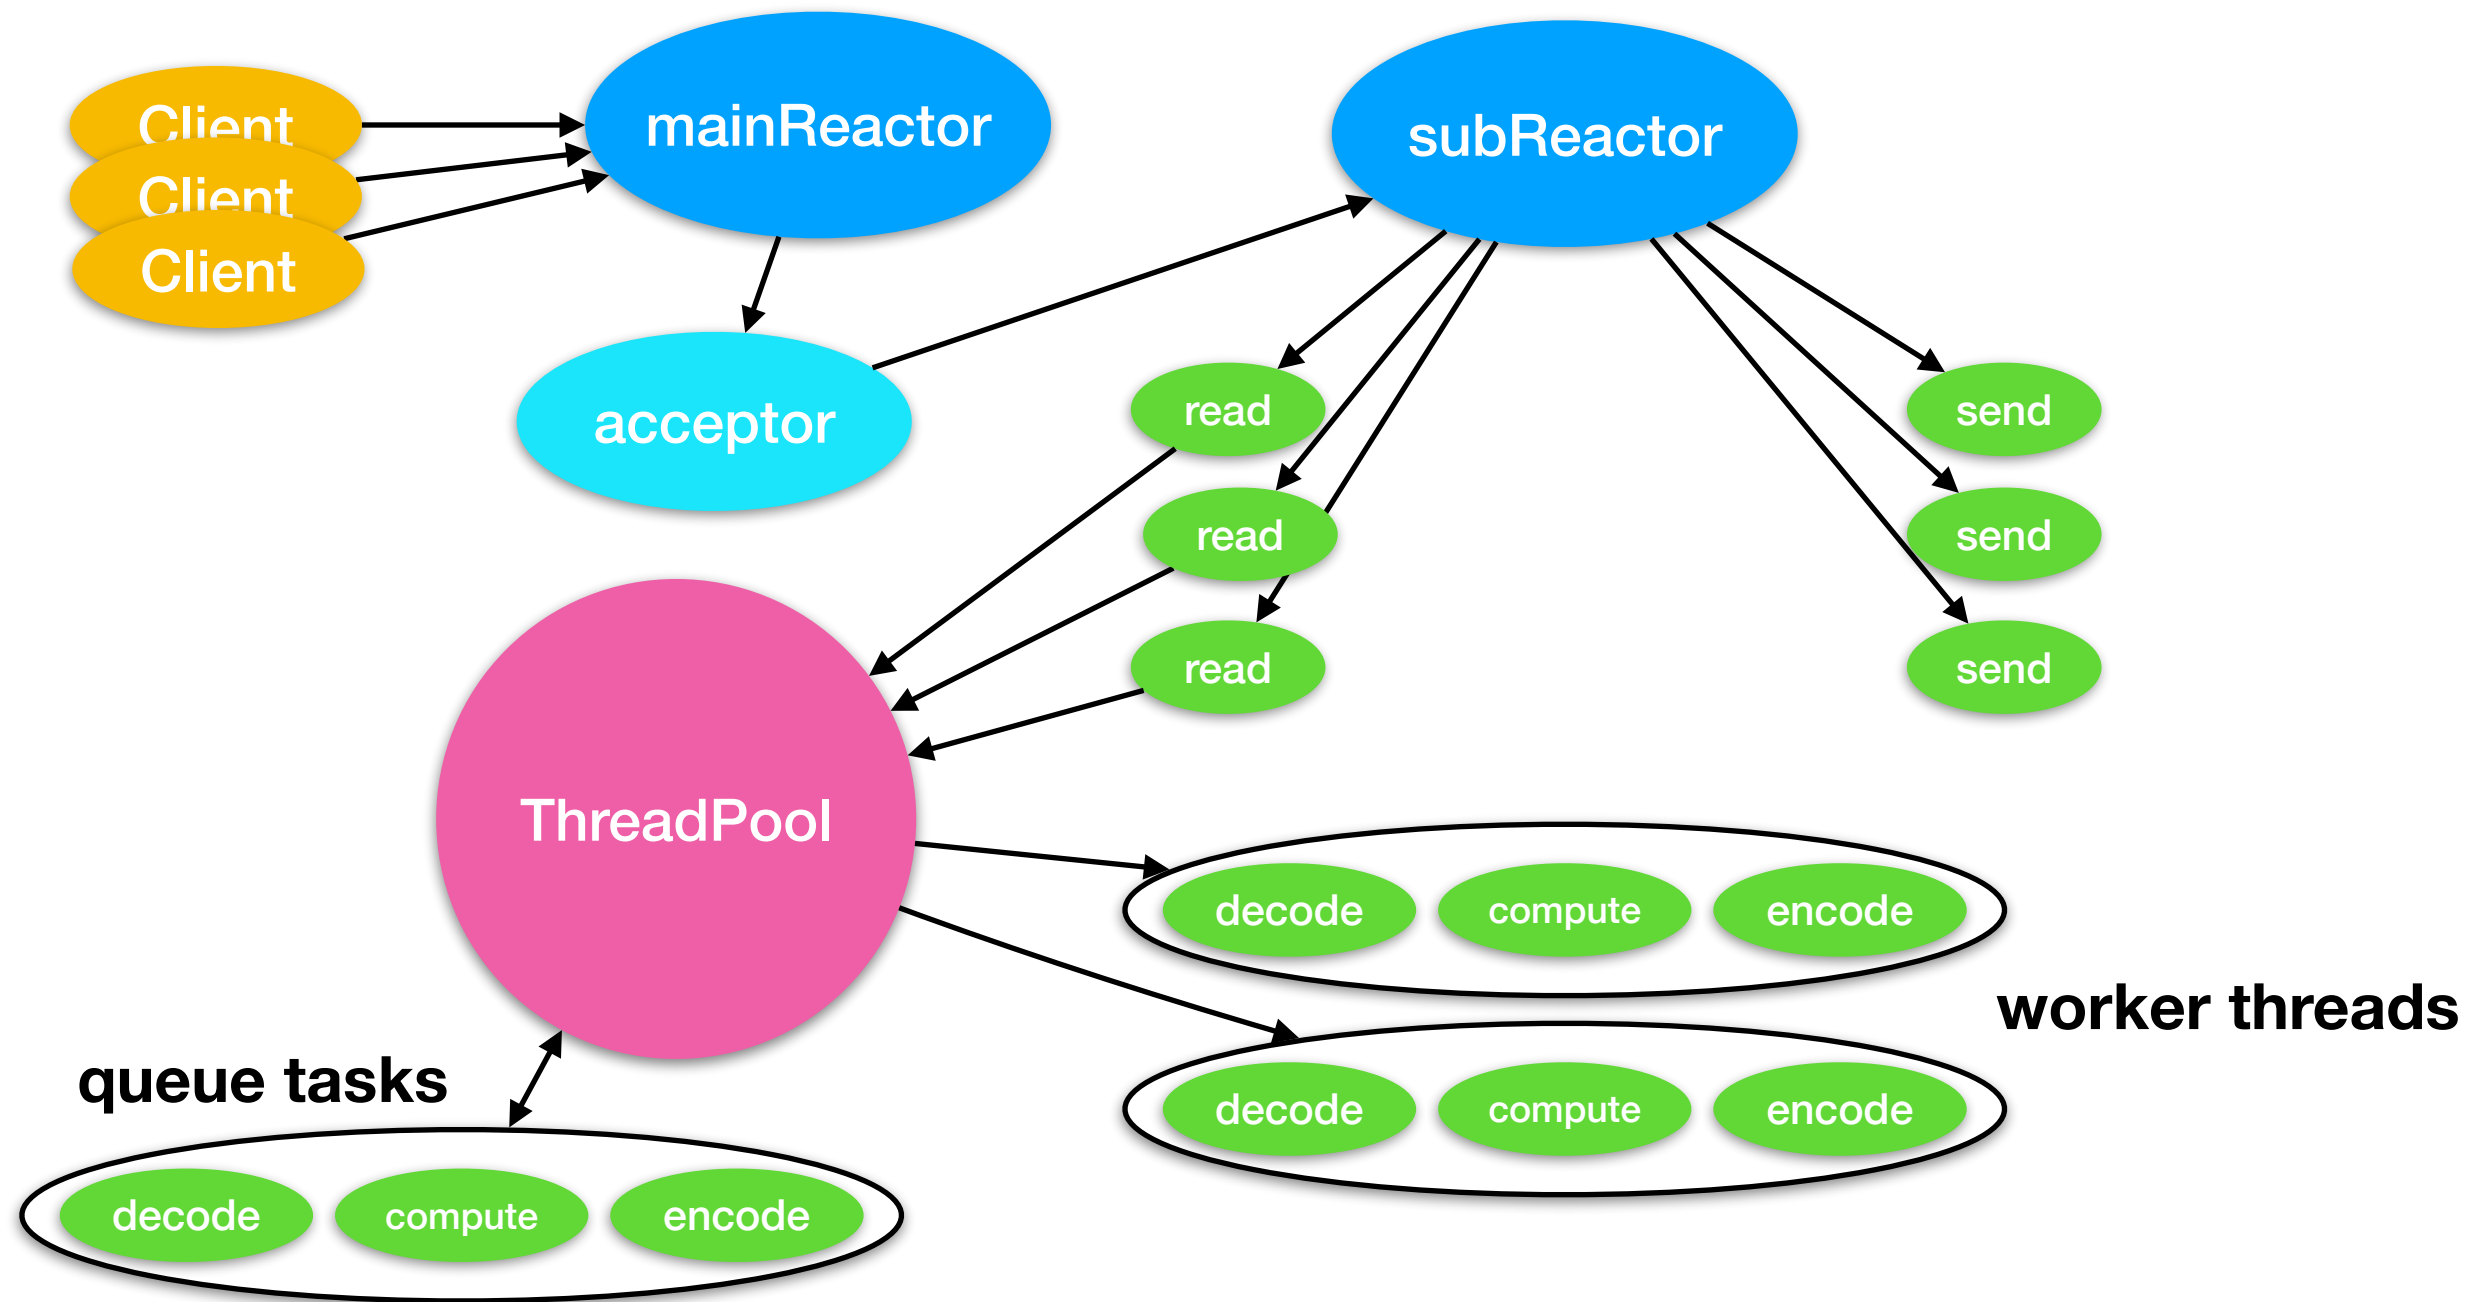 Client
Client
Client
mainReactor
subReactor
acceptor
read
send
read
send
read
send
ThreadPool
decode
compute
encode
worker threads
decode
compute
encode
queue tasks
decode
compute
encode